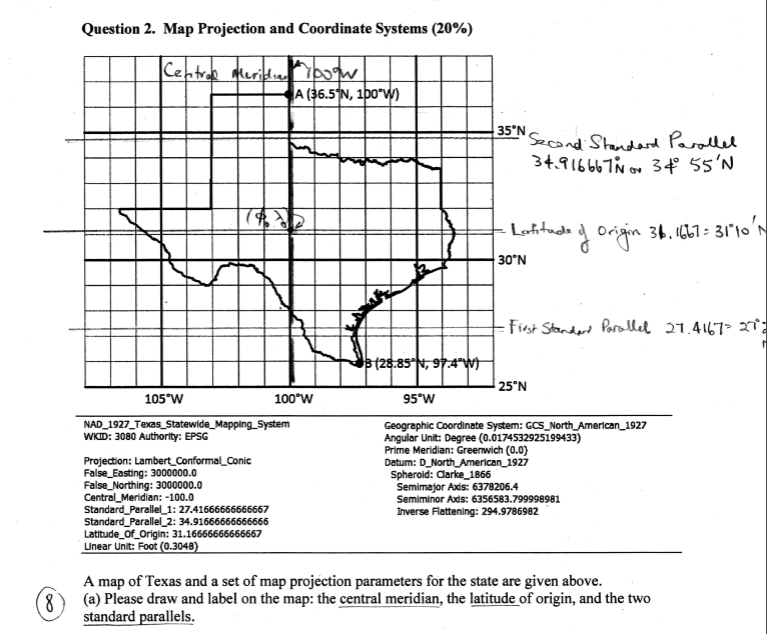 Question 2. Map Projection and Coordinate Systems (20%)
Central Meridian 100°W
A (36.5°N, 100°W)
35°N
Second Standard Parallel
34.916667°N or 34° 55'N
(φ₀, λ₀)
Latitude of Origin 31.1667 = 31°10'N
30°N
First Standard Parallel 27.4167 = 27°2
B (28.85°N, 97.4°W)
25°N
105°W 100°W 95°W
NAD_1927_Texas_Statewide_Mapping_System
WKID: 3080 Authority: EPSG
Projection: Lambert_Conformal_Conic
False_Easting: 3000000.0
False_Northing: 3000000.0
Central_Meridian: -100.0
Standard_Parallel_1: 27.41666666666667
Standard_Parallel_2: 34.91666666666666
Latitude_Of_Origin: 31.16666666666667
Linear Unit: Foot (0.3048)
Geographic Coordinate System: GCS_North_American_1927
Angular Unit: Degree (0.0174532925199433)
Prime Meridian: Greenwich (0.0)
Datum: D_North_American_1927
Spheroid: Clarke_1866
Semimajor Axis: 6378206.4
Semiminor Axis: 6356583.799998981
Inverse Flattening: 294.9786982
A map of Texas and a set of map projection parameters for the state are given above.
8 (a) Please draw and label on the map: the central meridian, the latitude of origin, and the two
standard parallels.